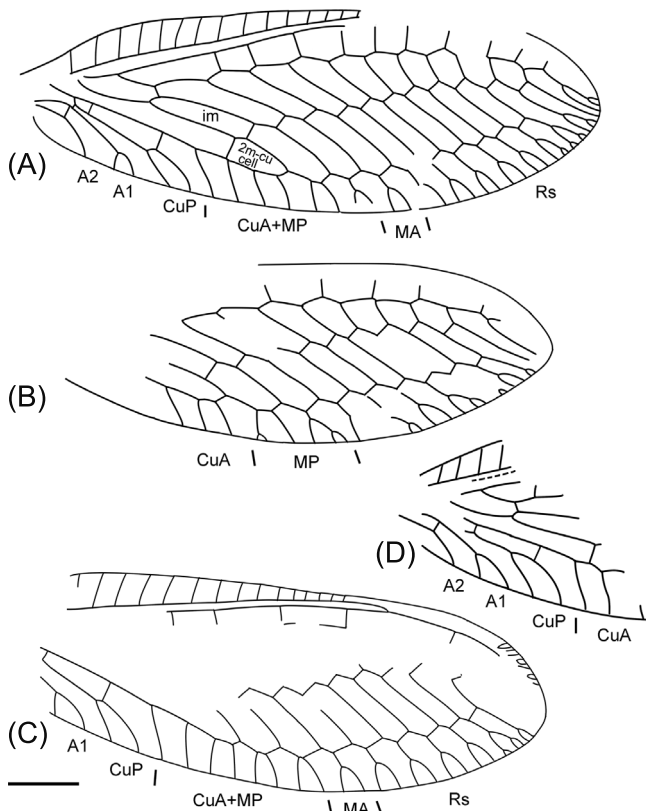 im
2m-cu
cell
(A)
A2
A1
CuP
CuA+MP
MA
Rs
(B)
CuA
MP
(D)
A2
A1
CuP
CuA
(C)
A1
CuP
CuA+MP
MA
Rs